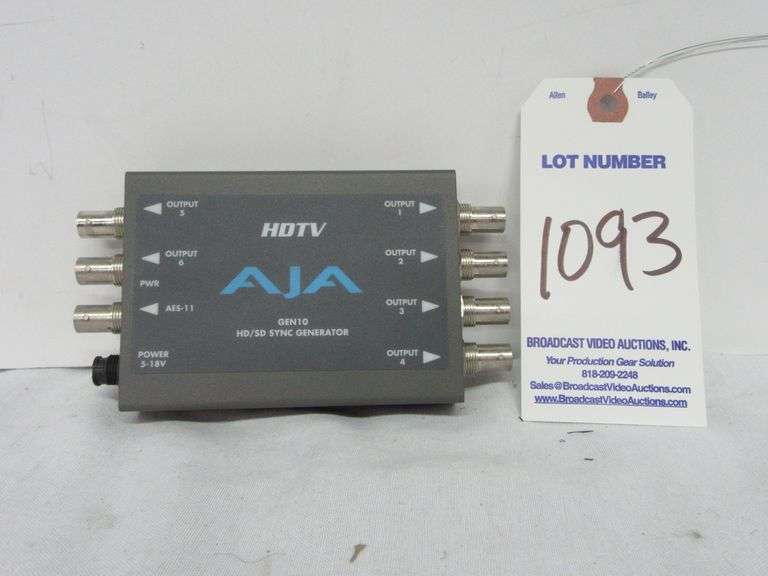 OUTPUT
5
OUTPUT
6
PWR
AES-11
POWER
5-18V
HDTV
AJA
GEN10
HD/SD SYNC GENERATOR
OUTPUT
1
OUTPUT
2
OUTPUT
3
OUTPUT
4
Allen Bailey
LOT NUMBER
1093
BROADCAST VIDEO AUCTIONS, INC.
Your Production Gear Solution
818-209-2248
Sales@BroadcastVideoAuctions.com
www.BroadcastVideoAuctions.com